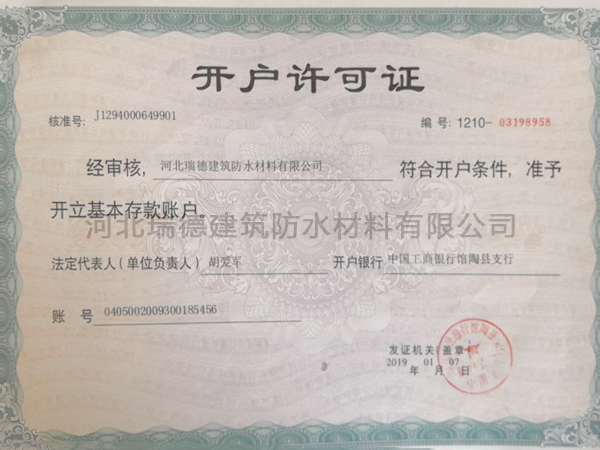 开户许可证
核准号: J1294000649901 编号: 1210-03198958
经审核, 河北瑞德建筑防水材料有限公司 符合开户条件, 准予
开立基本存款账户。
河北瑞德建筑防水材料有限公司
法定代表人(单位负责人) 胡爱军 开户银行 中国工商银行馆陶县支行
账号 0405002009300185456
发证机关(盖章)
2019 01 07
年 月 日